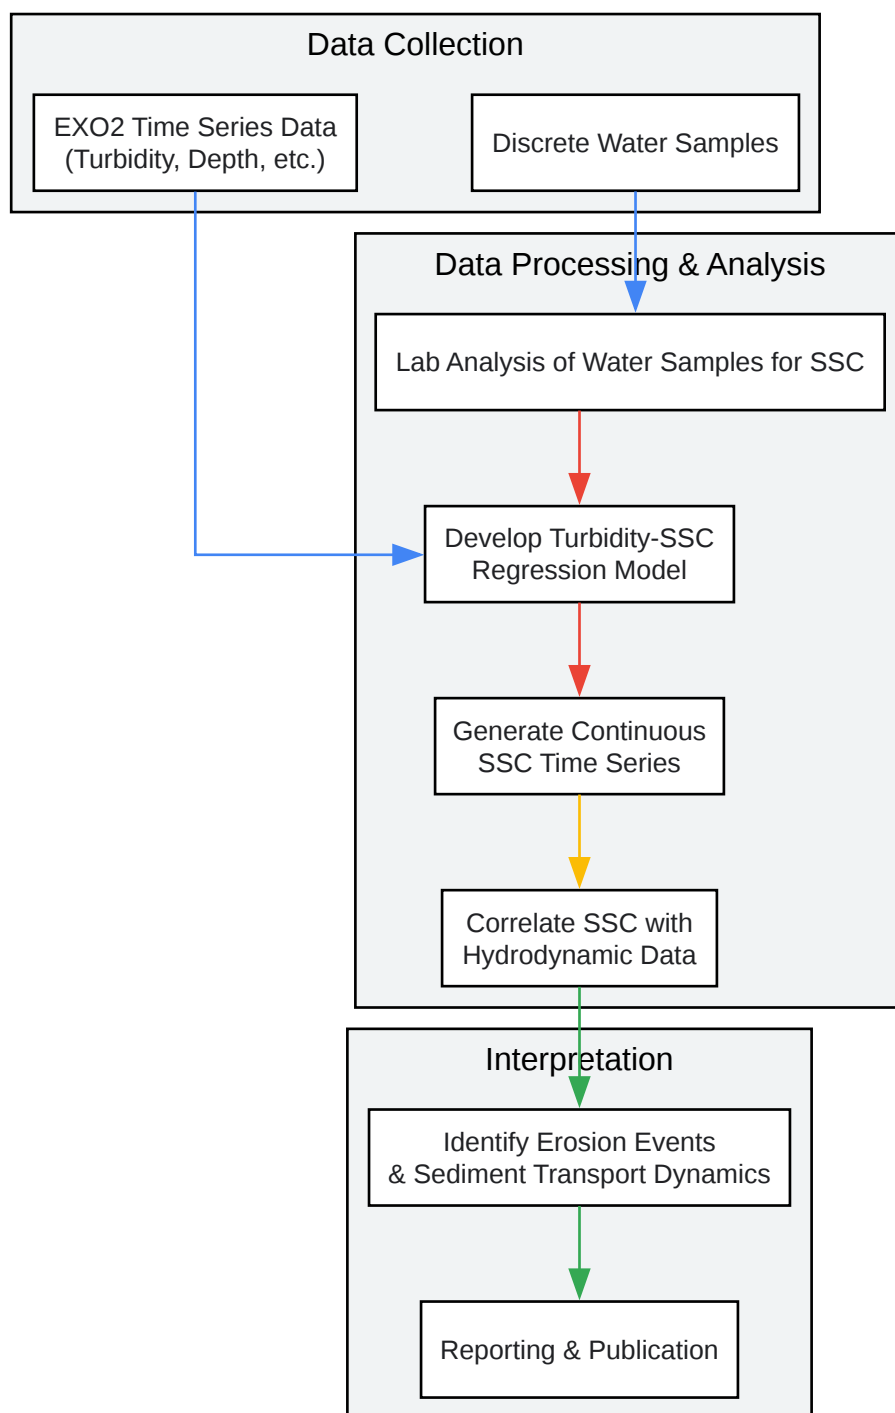 Data Collection
EXO2 Time Series Data
(Turbidity, Depth, etc.)
Discrete Water Samples
Data Processing & Analysis
Lab Analysis of Water Samples for SSC
Develop Turbidity-SSC
Regression Model
Generate Continuous
SSC Time Series
Correlate SSC with
Hydrodynamic Data
Interpretation
Identify Erosion Events
& Sediment Transport Dynamics
Reporting & Publication